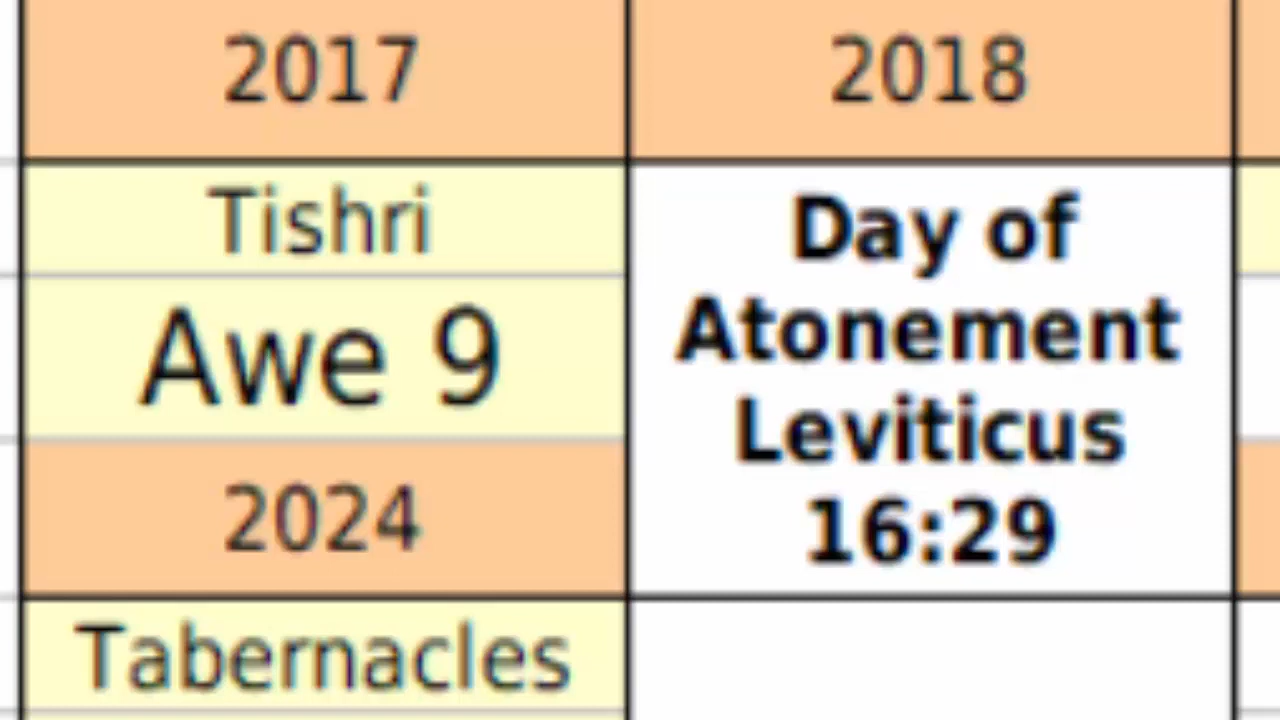 2017
2018
Tishri
Awe 9
2024
Tabernacles
Day of
Atonement
Leviticus
16:29